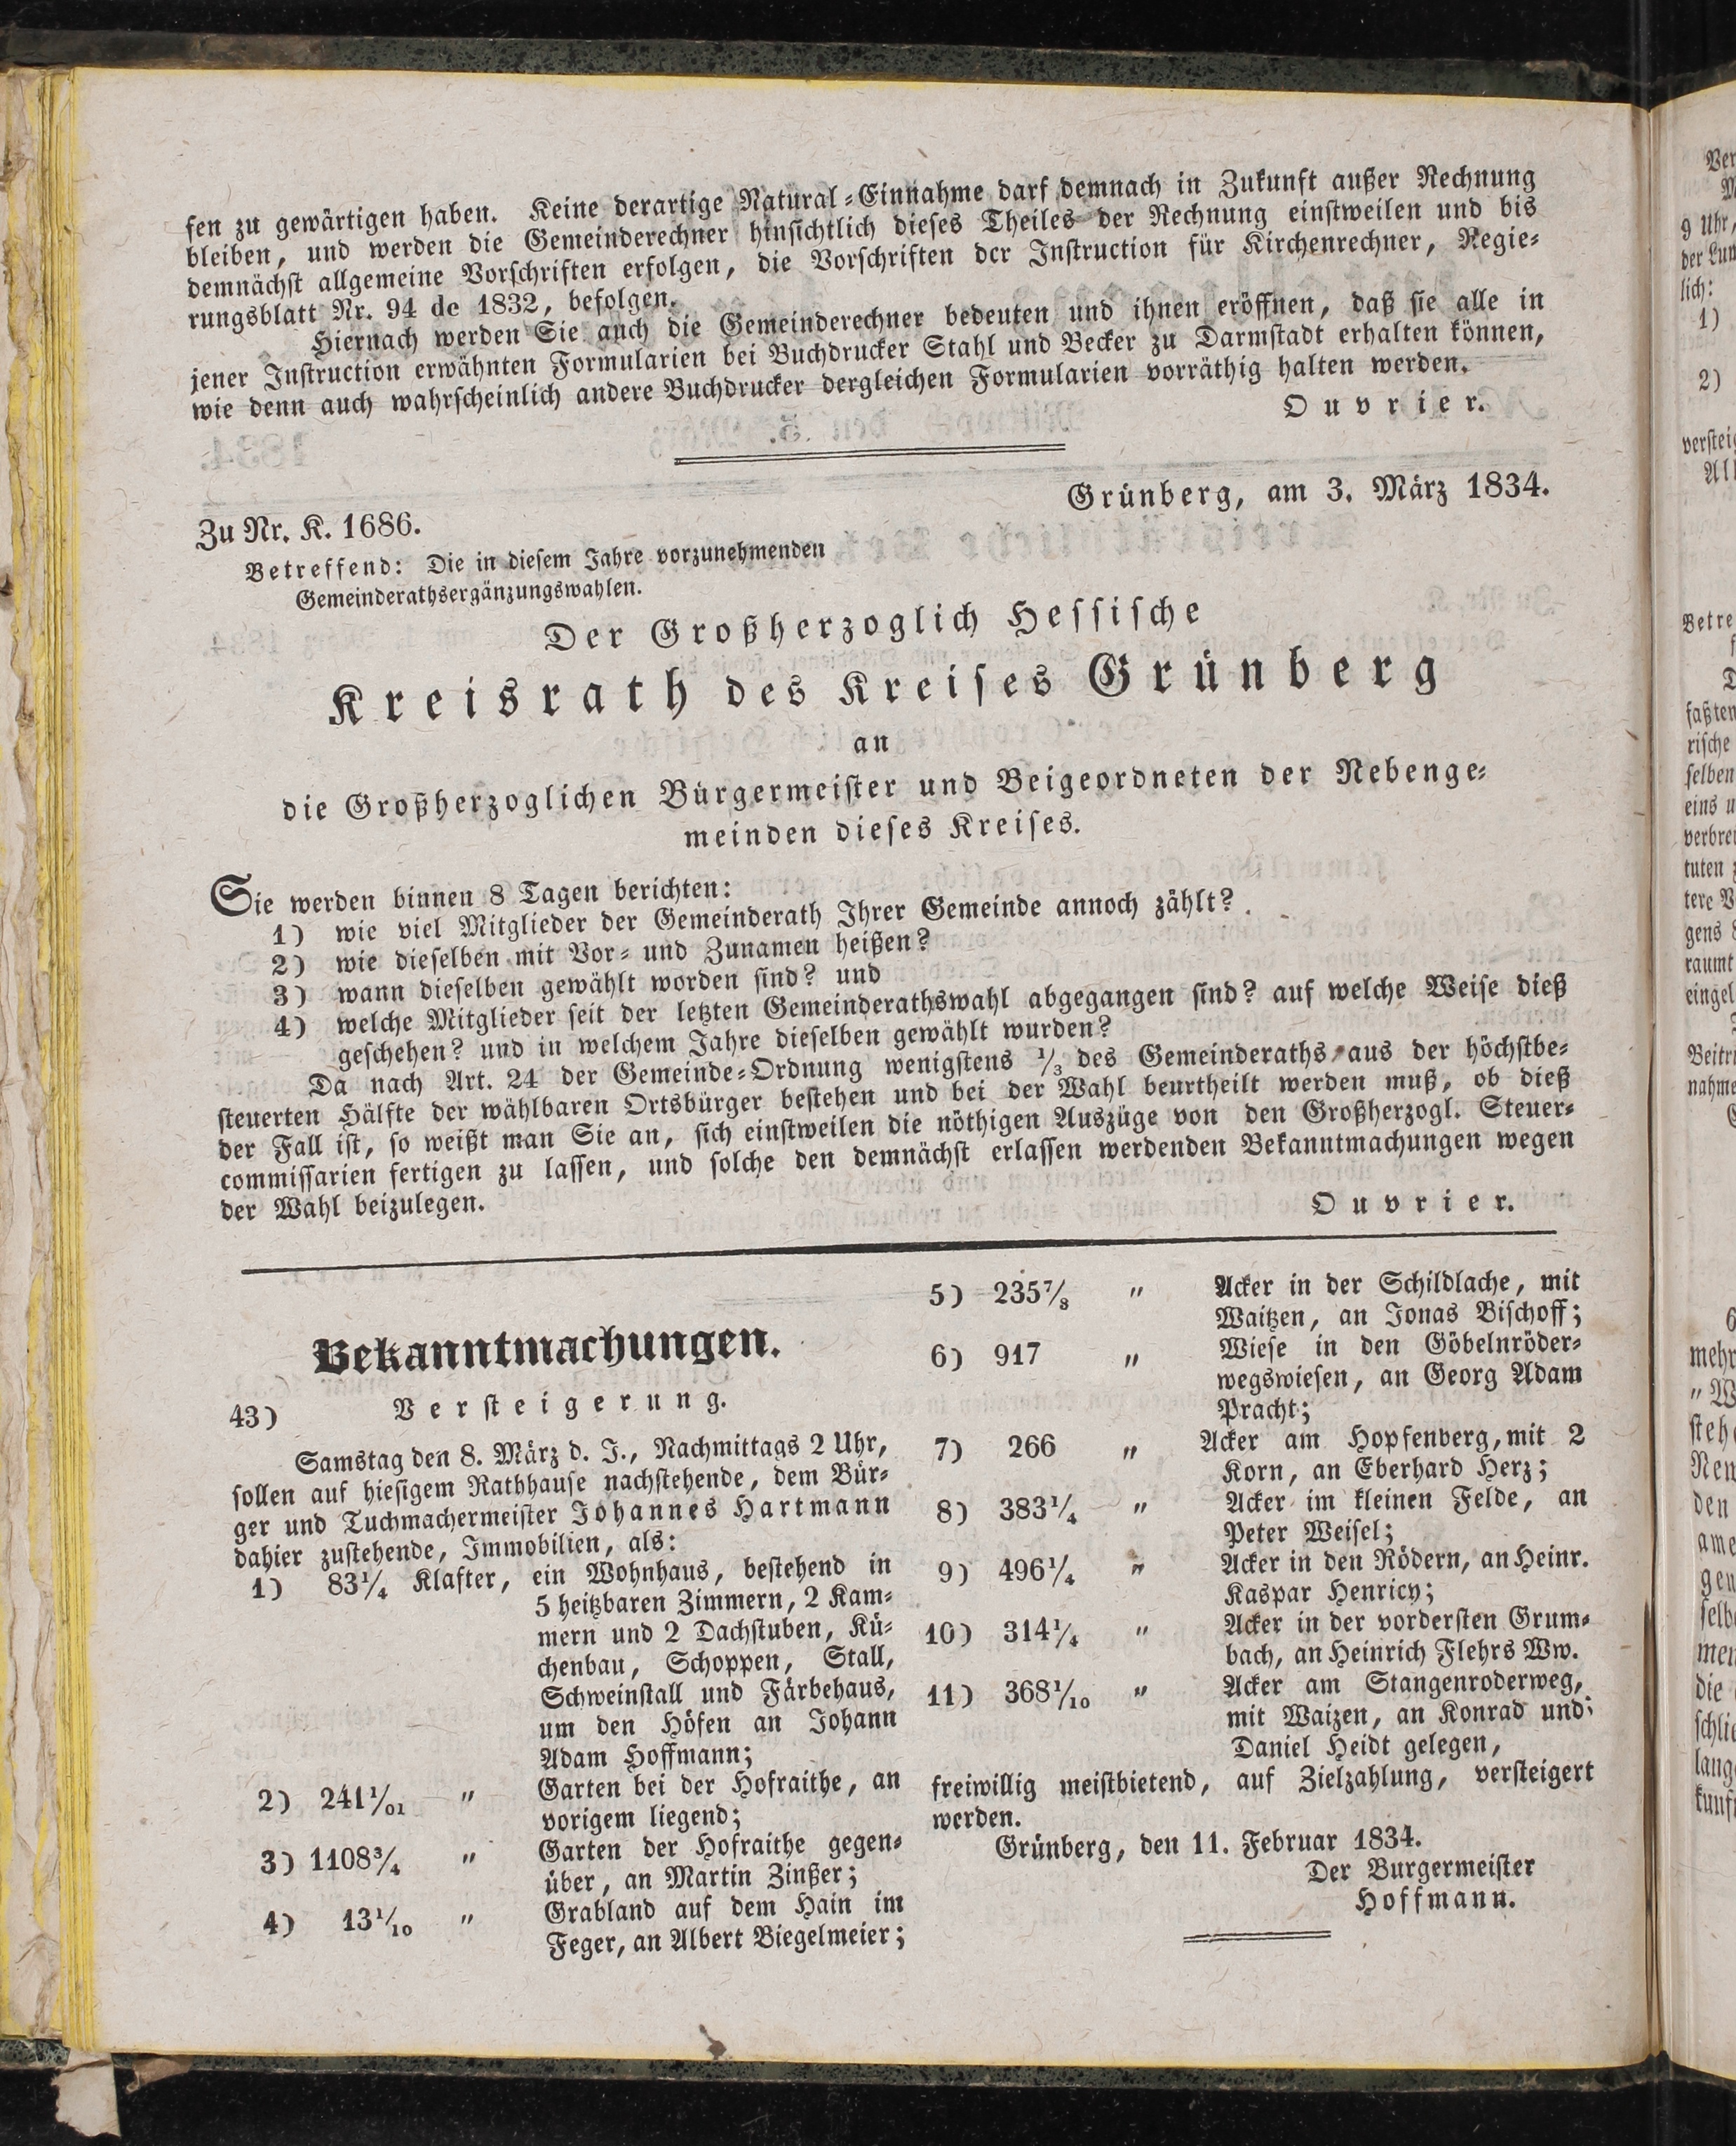 fen zu gewärtigen haben. Keine derartige Natural-Einnahme darf demnach in Zukunft außer Rechnung
bleiben, und werden die Gemeinderechner hinsichtlich dieses Theiles der Rechnung einstweilen und bis
demnächst allgemeine Vorschriften erfolgen, die Vorschriften der Instruction für Kirchenrechner, Regie-
rungsblatt Nr. 94 de 1832, befolgen.
Hiernach werden Sie auch die Gemeinderechner bedeuten und ihnen eröffnen, daß sie alle in
jener Instruction erwähnten Formularien bei Buchdrucker Stahl und Becker zu Darmstadt erhalten können,
wie denn auch wahrscheinlich andere Buchdrucker dergleichen Formularien vorräthig halten werden.
Ouvrier.
Grünberg, am 3. März 1834.
Zu Nr. K. 1686.
Betreffend: Die in diesem Jahre vorzunehmenden
Gemeinderathsergänzungswahlen.
Der Großherzoglich Hessische
Kreisrath des Kreises Grünberg
an
die Großherzoglichen Bürgermeister und Beigeordneten der Nebenge-
meinden dieses Kreises.
Sie werden binnen 8 Tagen berichten:
1) wie viel Mitglieder der Gemeinderath Ihrer Gemeinde annoch zählt?
2) wie dieselben mit Vor- und Zunamen heißen?
3) wann dieselben gewählt worden sind? und
4) welche Mitglieder seit der letzten Gemeinderathswahl abgegangen sind? auf welche Weise dieß
geschehen? und in welchem Jahre dieselben gewählt wurden?
Da nach Art. 24 der Gemeinde-Ordnung wenigstens 1/3 des Gemeinderaths aus der höchstbe-
steuerten Hälfte der wählbaren Ortsbürger bestehen und bei der Wahl beurtheilt werden muß, ob dieß
der Fall ist, so weißt man Sie an, sich einstweilen die nöthigen Auszüge von den Großherzogl. Steuer-
commissarien fertigen zu lassen, und solche den demnächst erlassen werdenden Bekanntmachungen wegen
der Wahl beizulegen.
Ouvrier.
Bekanntmachungen.
43) Versteigerung.
Samstag den 8. März d. J., Nachmittags 2 Uhr,
sollen auf hiesigem Rathhause nachstehende, dem Bür-
ger und Tuchmachermeister Johannes Hartmann
dahier zustehende, Immobilien, als:
1) 83 1/4 Klafter, ein Wohnhaus, bestehend in
5 heitzbaren Zimmern, 2 Kam-
mern und 2 Dachstuben, Kü-
chenbau, Schoppen, Stall,
Schweinstall und Färbehaus,
um den Höfen an Johann
Adam Hoffmann;
2) 241 1/01 " Garten bei der Hofraithe, an
vorigem liegend;
3) 1108 3/4 " Garten der Hofraithe gegen-
über, an Martin Zinßer;
4) 13 1/10 " Grabland auf dem Hain im
Feger, an Albert Biegelmeier;
5) 235 7/8 " Acker in der Schildlache, mit
Waitzen, an Jonas Bischoff;
6) 917 " Wiese in den Göbelnröder-
wegswiesen, an Georg Adam
Pracht;
7) 266 " Acker am Hopfenberg, mit 2
Korn, an Eberhard Herz;
8) 383 1/4 " Acker im kleinen Felde, an
Peter Weisel;
9) 496 1/4 " Acker in den Rödern, an Heinr.
Kaspar Henricy;
10) 314 1/4 " Acker in der vordersten Grum-
bach, an Heinrich Flehrs Ww.
11) 368 1/10 " Acker am Stangenroderweg,
mit Waizen, an Konrad und
Daniel Heidt gelegen,
freiwillig meistbietend, auf Zielzahlung, versteigert
werden.
Grünberg, den 11. Februar 1834.
Der Burgermeister
Hoffmann.